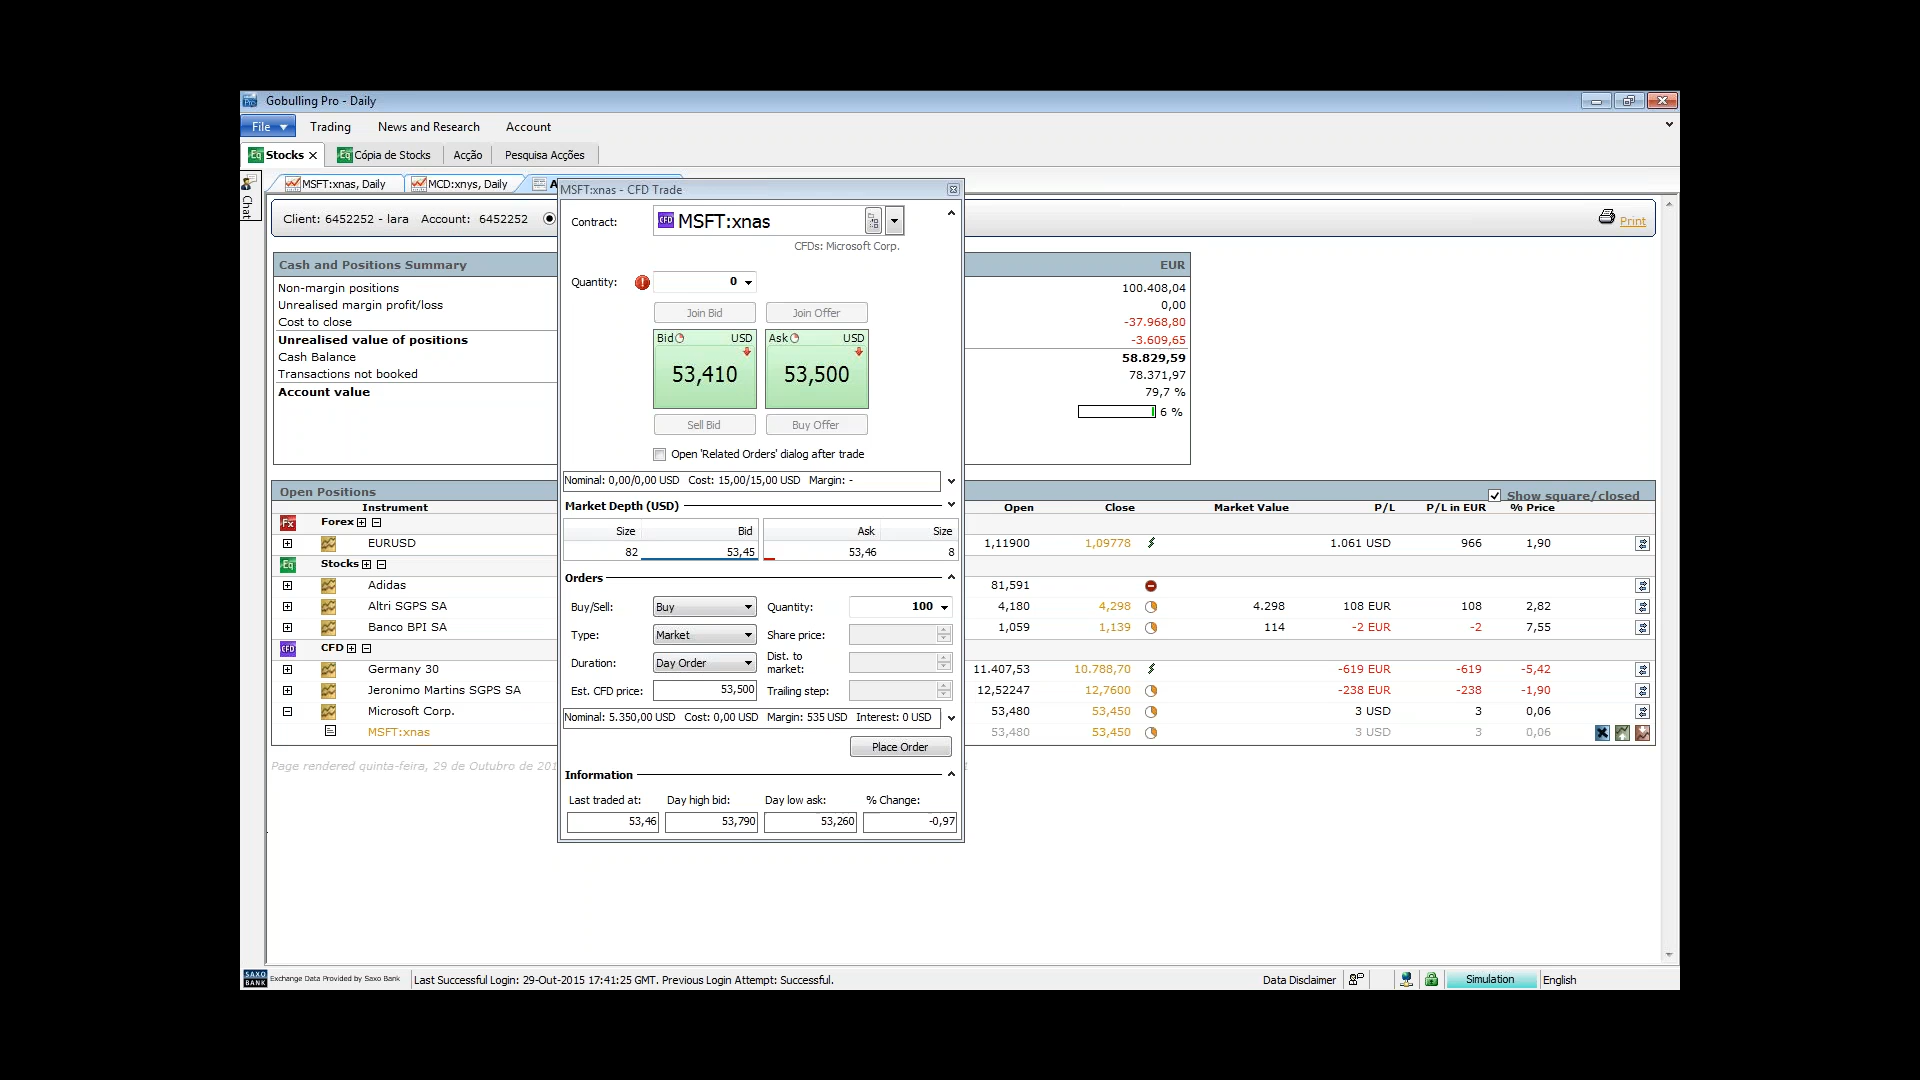 Gobulling Pro - Daily
File Trading News and Research Account
Stocks Cópia de Stocks Acção Pesquisa Acções
Chat
MSFT:xnas, Daily MCD:xnys, Daily A
MSFT:xnas - CFD Trade
Client: 6452252 - lara Account: 6452252
Print
Contract: CFD MSFT:xnas
CFDs: Microsoft Corp.
Cash and Positions Summary EUR
Non-margin positions 100.408,04
Unrealised margin profit/loss 0,00
Cost to close -37.968,80
Unrealised value of positions -3.609,65
Cash Balance 58.829,59
Transactions not booked 78.371,97
Account value 79,7 %
6 %
Quantity: 0
Join Bid Join Offer
Bid USD Ask USD
53,410 53,500
Sell Bid Buy Offer
Open 'Related Orders' dialog after trade
Nominal: 0,00/0,00 USD Cost: 15,00/15,00 USD Margin: -
Market Depth (USD)
Size Bid Ask Size
82 53,45 53,46 8
Orders
Buy/Sell: Buy Quantity: 100
Type: Market Share price:
Duration: Day Order Dist. to market:
Est. CFD price: 53,500 Trailing step:
Nominal: 5.350,00 USD Cost: 0,00 USD Margin: 535 USD Interest: 0 USD
Place Order
Information
Last traded at: Day high bid: Day low ask: % Change:
53,46 53,790 53,260 -0,97
Open Positions Show square/closed
Instrument Open Close Market Value P/L P/L in EUR % Price
Fx Forex
EURUSD 1,11900 1,09778 1.061 USD 966 1,90
Eq Stocks
Adidas 81,591
Altri SGPS SA 4,180 4,298 4.298 108 EUR 108 2,82
Banco BPI SA 1,059 1,139 114 -2 EUR -2 7,55
CFD CFD
Germany 30 11.407,53 10.788,70 -619 EUR -619 -5,42
Jeronimo Martins SGPS SA 12,52247 12,7600 -238 EUR -238 -1,90
Microsoft Corp. 53,480 53,450 3 USD 3 0,06
MSFT:xnas 53,480 53,450 3 USD 3 0,06
Page rendered quinta-feira, 29 de Outubro de 201
SAXO BANK Exchange Data Provided by Saxo Bank Last Successful Login: 29-Out-2015 17:41:25 GMT. Previous Login Attempt: Successful. Data Disclaimer Simulation English